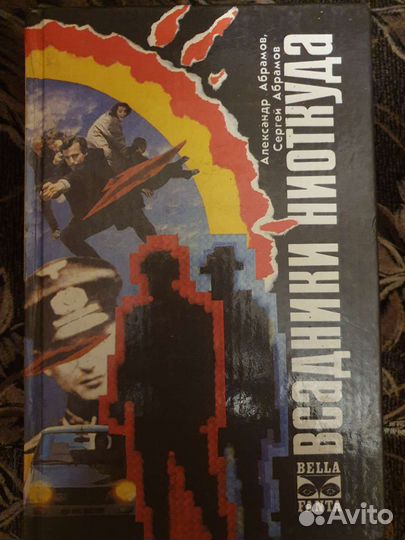 Александр Абрамов,
Сергей Абрамов
всадники ниоткуда
BELLA
FANTA
Avito